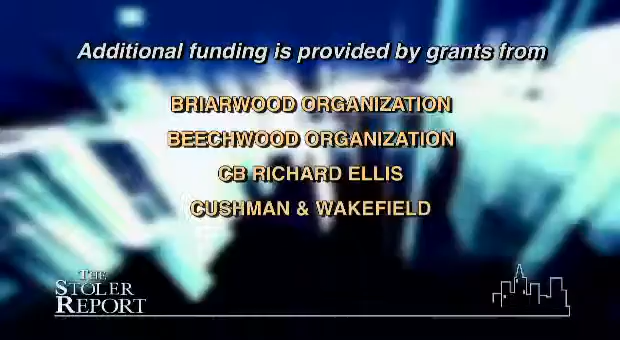 Additional funding is provided by grants from
BRIARWOOD ORGANIZATION
BEECHWOOD ORGANIZATION
CB RICHARD ELLIS
CUSHMAN & WAKEFIELD
THE
STOLER
REPORT